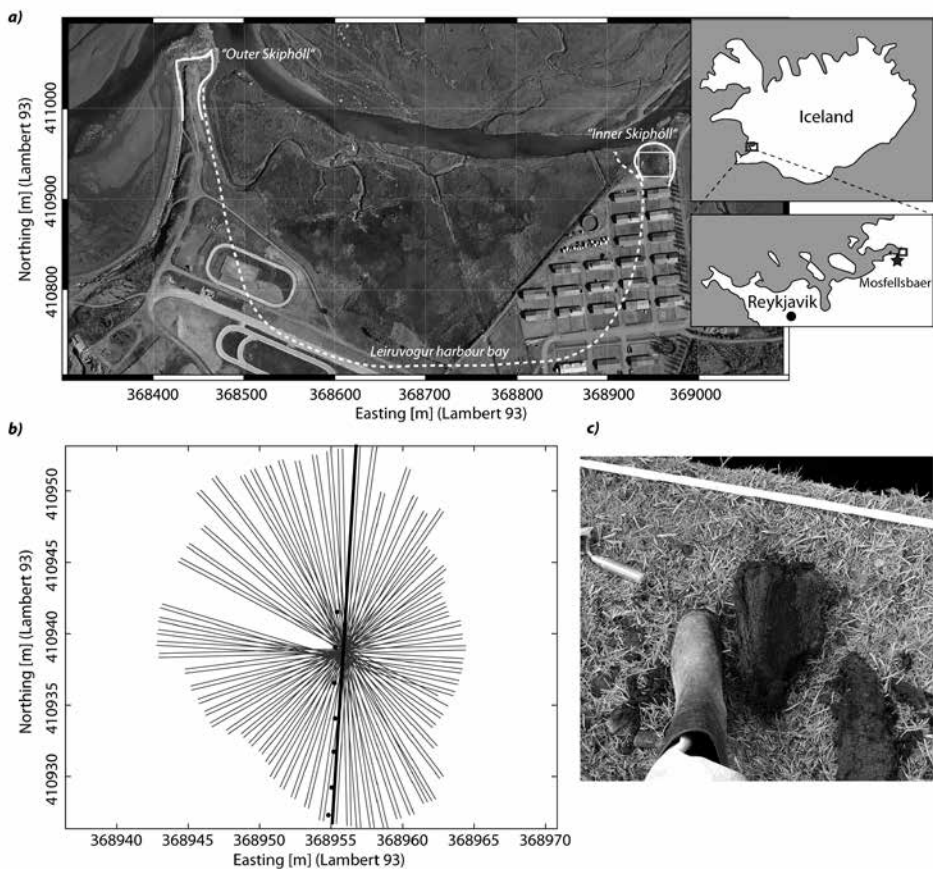 a)
"Outer Skiphóll"
"Inner Skiphóll"
Leiruvogur harbour bay
411000
410900
410800
Northing [m] (Lambert 93)
368400 368500 368600 368700 368800 368900 369000
Easting [m] (Lambert 93)
Iceland
Reykjavik
Mosfellsbaer
b)
410950
410945
410940
410935
410930
Northing [m] (Lambert 93)
368940 368945 368950 368955 368960 368965 368970
Easting [m] (Lambert 93)
c)